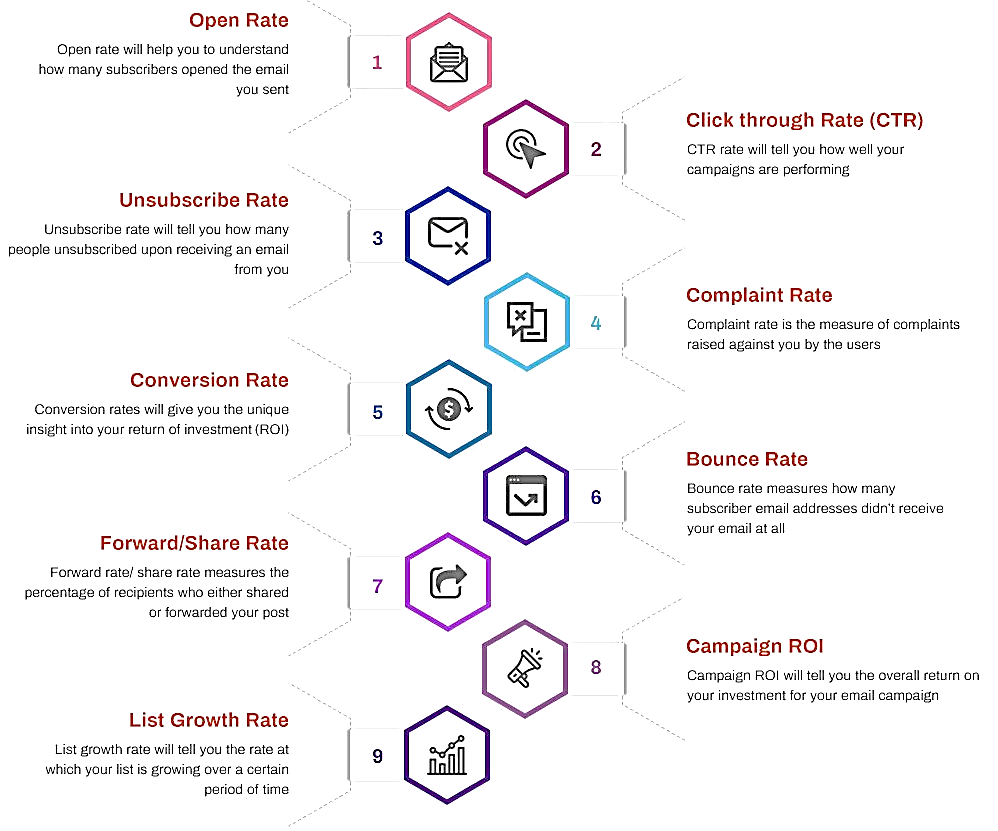 Open Rate
Open rate will help you to understand
how many subscribers opened the email
you sent
1
Click through Rate (CTR)
CTR rate will tell you how well your
campaigns are performing
2
Unsubscribe Rate
Unsubscribe rate will tell you how many
people unsubscribed upon receiving an email
from you
3
Complaint Rate
Complaint rate is the measure of complaints
raised against you by the users
4
Conversion Rate
Conversion rates will give you the unique
insight into your return of investment (ROI)
5
Bounce Rate
Bounce rate measures how many
subscriber email addresses didn't receive
your email at all
6
Forward/Share Rate
Forward rate/ share rate measures the
percentage of recipients who either shared
or forwarded your post
7
Campaign ROI
Campaign ROI will tell you the overall return on
your investment for your email campaign
8
List Growth Rate
List growth rate will tell you the rate at
which your list is growing over a certain
period of time
9